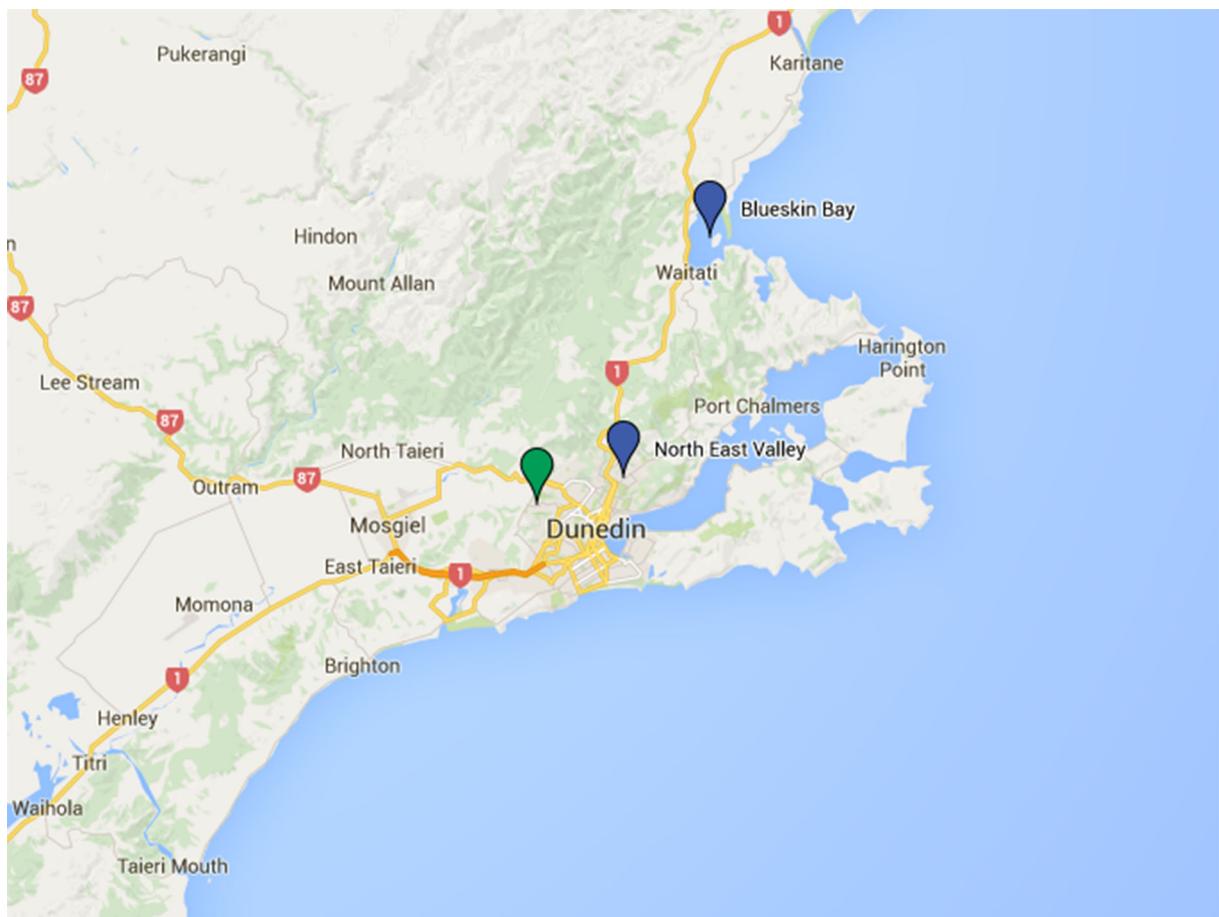 1
Pukerangi
Karitane
87
Blueskin Bay
Hindon
n
Waitati
Mount Allan
87
Harington
Point
1
Lee Stream
Port Chalmers
87
North East Valley
North Taieri
87
Outram
Mosgiel
Dunedin
East Taieri
1
Momona
Brighton
1
Henley
Titri
Waihola
Taieri Mouth